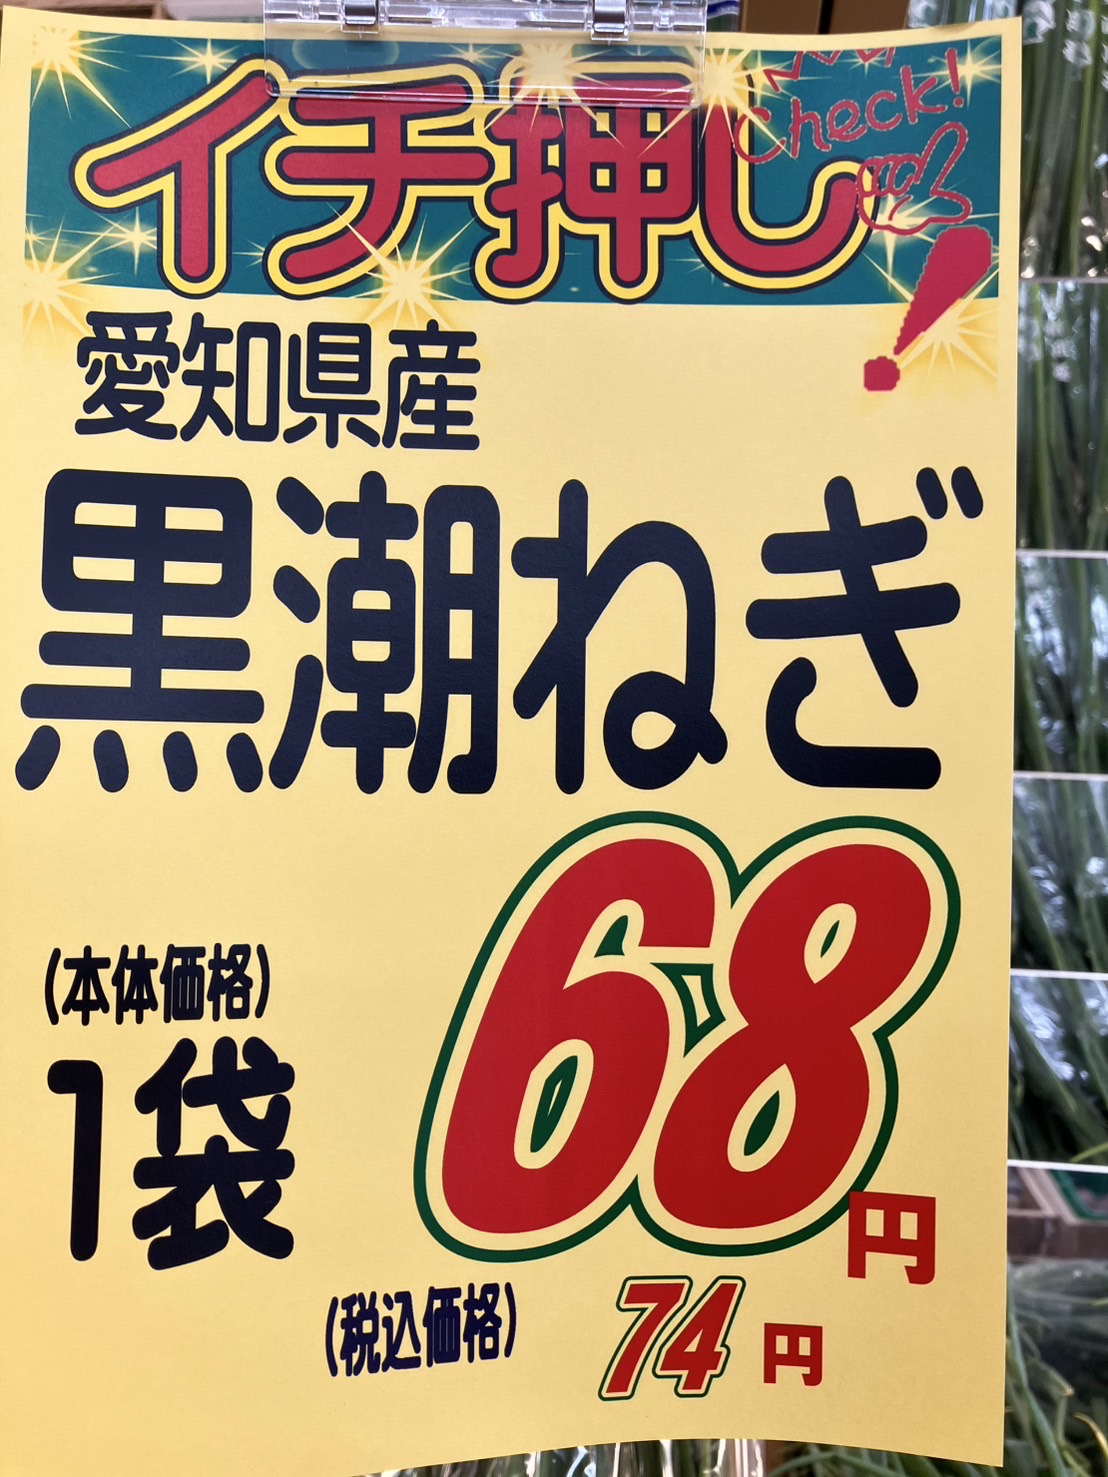 イチ押し!
Check!
愛知県産
黒潮ねぎ
(本体価格)
1袋
68円
(税込価格) 74円